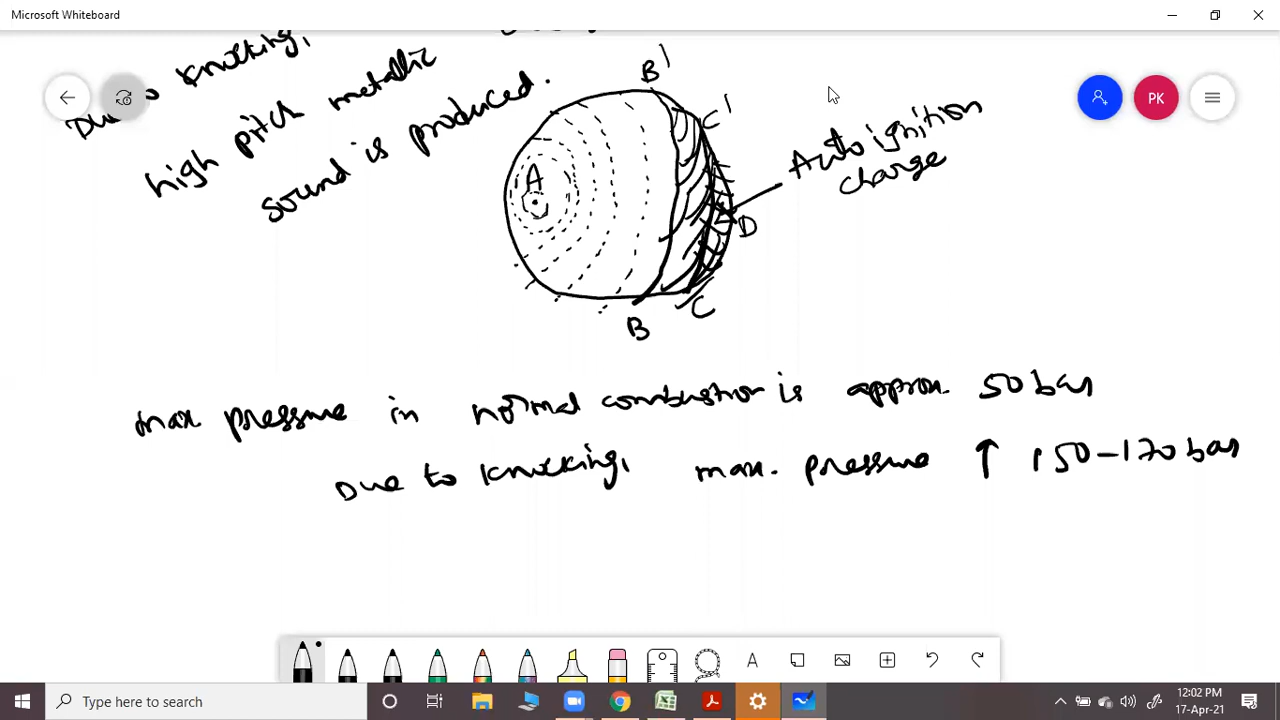 Microsoft Whiteboard
Due to knocking,
high pitch metallic
sound is produced.
PK
B'
C'
A
D
B
C
Auto ignition
charge
max pressure in normal combustion is approx. 50 bar
Due to knocking, max. pressure ↑ 150-170 bar
A
Type here to search
12:02 PM
17-Apr-21